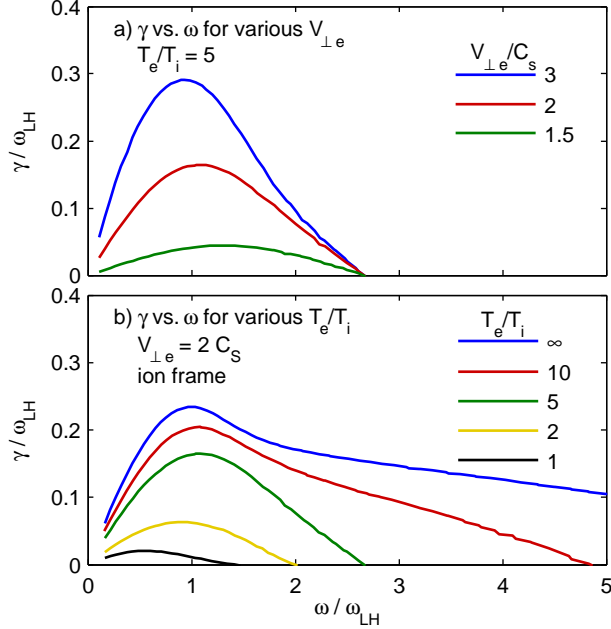 a) γ vs. ω for various V⊥e
Te/Ti = 5
V⊥e/Cs
3
2
1.5
0.4
0.3
0.2
0.1
0
γ / ωLH
b) γ vs. ω for various Te/Ti
V⊥e = 2 CS
ion frame
Te/Ti
∞
10
5
2
1
0.4
0.3
0.2
0.1
0
γ / ωLH
0 1 2 3 4 5
ω / ωLH